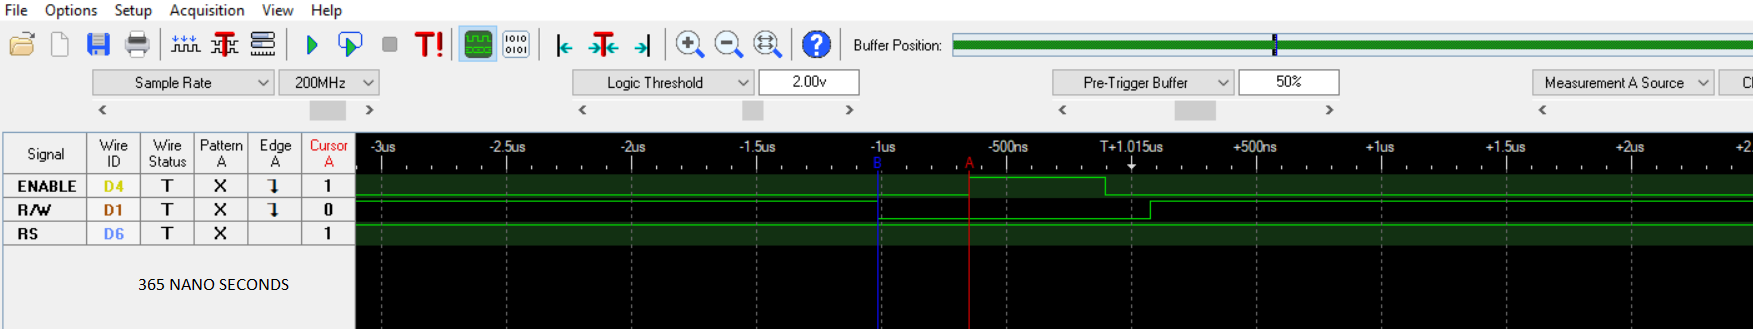 File Options Setup Acquisition View Help
T! 1010 0101 ? Buffer Position:
Sample Rate 200MHz Logic Threshold 2.00v Pre-Trigger Buffer 50% Measurement A Source
Signal Wire ID Wire Status Pattern A Edge A Cursor A -3us -2.5us -2us -1.5us -1us -500ns T+1.015us +500ns +1us +1.5us +2us +2.
B A
ENABLE D4 T X 1
R/W D1 T X 0
RS D6 T X 1
365 NANO SECONDS